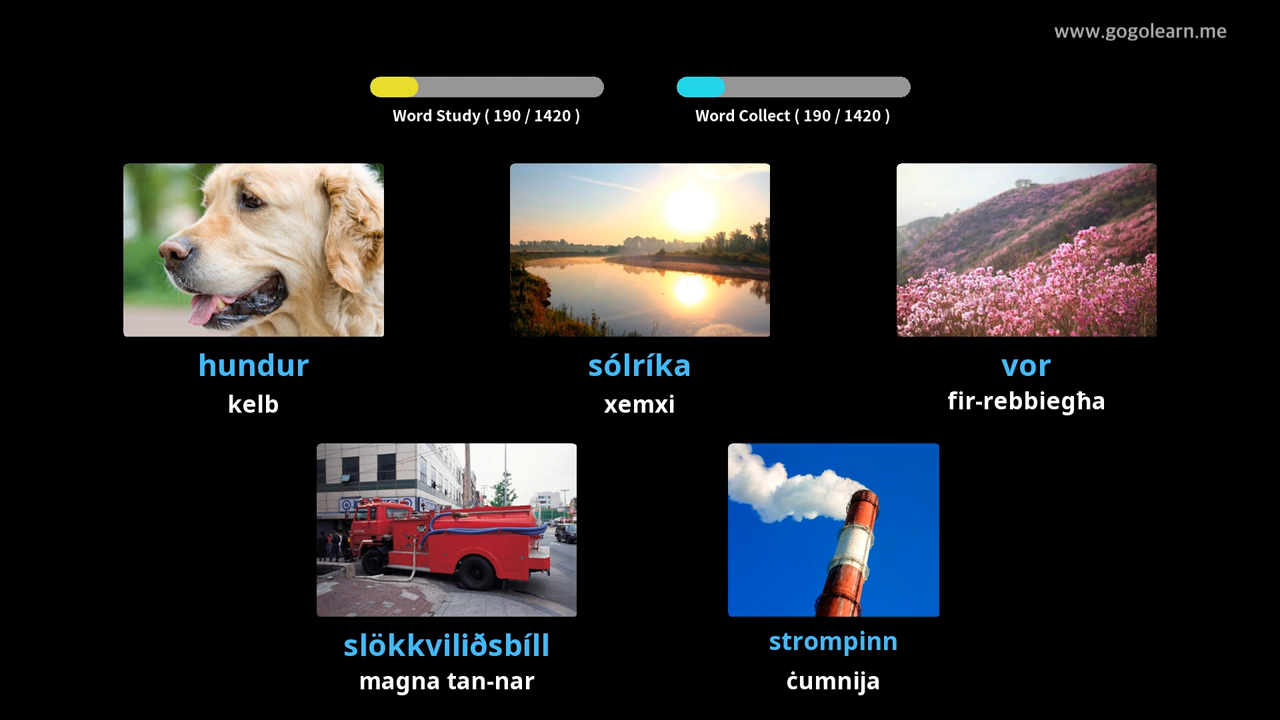 www.gogolearn.me
Word Study ( 190 / 1420 )
Word Collect ( 190 / 1420 )
hundur
kelb
sólríka
xemxi
vor
fir-rebbiegħa
slökkviliðsbíll
magna tan-nar
strompinn
ċumnija